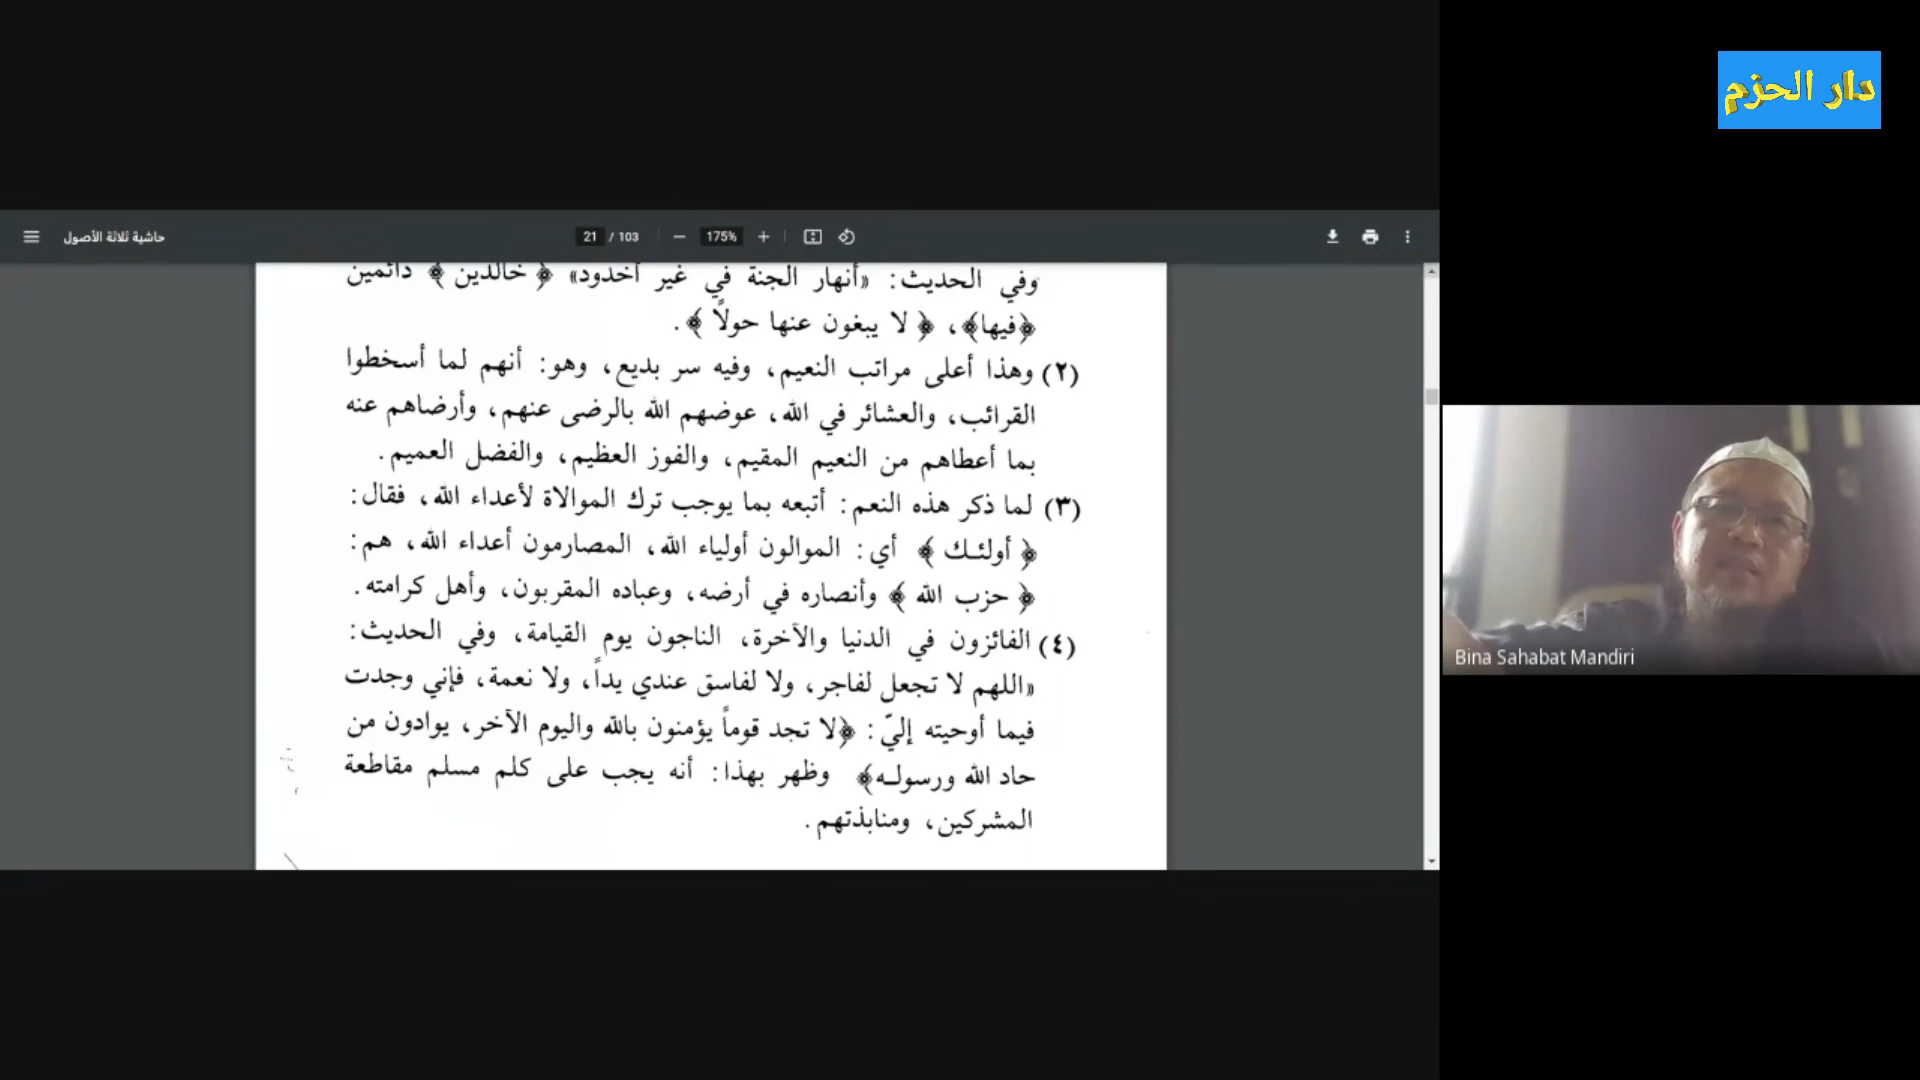 دار الحزم
حاشية ثلاثة الأصول
21 / 103
175%
وفي الحديث: «أنهار الجنة في غير أخدود» ﴿ خالدين ﴾ دائمين
﴿فيها﴾، ﴿ لا يبغون عنها حولاً ﴾.
(٢) وهذا أعلى مراتب النعيم، وفيه سر بديع، وهو: أنهم لما أسخطوا
القرائب، والعشائر في الله، عوضهم الله بالرضى عنهم، وأرضاهم عنه
بما أعطاهم من النعيم المقيم، والفوز العظيم، والفضل العميم.
(٣) لما ذكر هذه النعم: أتبعه بما يوجب ترك الموالاة لأعداء الله، فقال:
﴿ أولئـك ﴾ أي: الموالون أولياء الله، المصارمون أعداء الله، هم:
﴿ حزب الله ﴾ وأنصاره في أرضه، وعباده المقربون، وأهل كرامته.
(٤) الفائزون في الدنيا والآخرة، الناجون يوم القيامة، وفي الحديث:
«اللهم لا تجعل لفاجر، ولا لفاسق عندي يداً، ولا نعمة، فإني وجدت
فيما أوحيته إليّ: ﴿لا تجد قوماً يؤمنون بالله واليوم الآخر، يوادون من
حاد الله ورسولـه﴾ وظهر بهذا: أنه يجب على كلم مسلم مقاطعة
المشركين، ومنابذتهم.
Bina Sahabat Mandiri